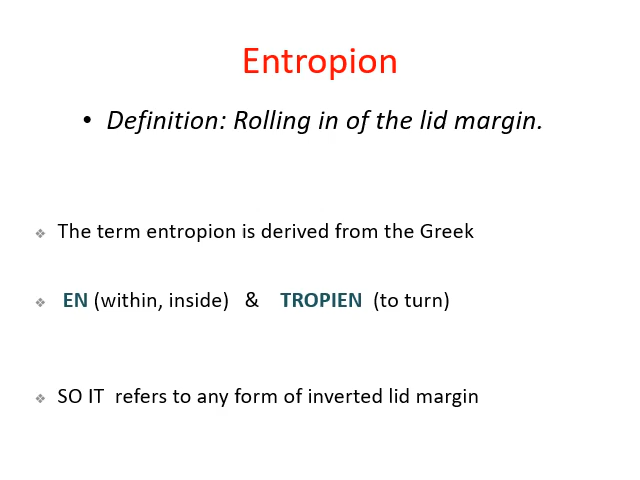 Entropion
• Definition: Rolling in of the lid margin.
❖ The term entropion is derived from the Greek
❖ EN (within, inside) & TROPIEN (to turn)
❖ SO IT refers to any form of inverted lid margin